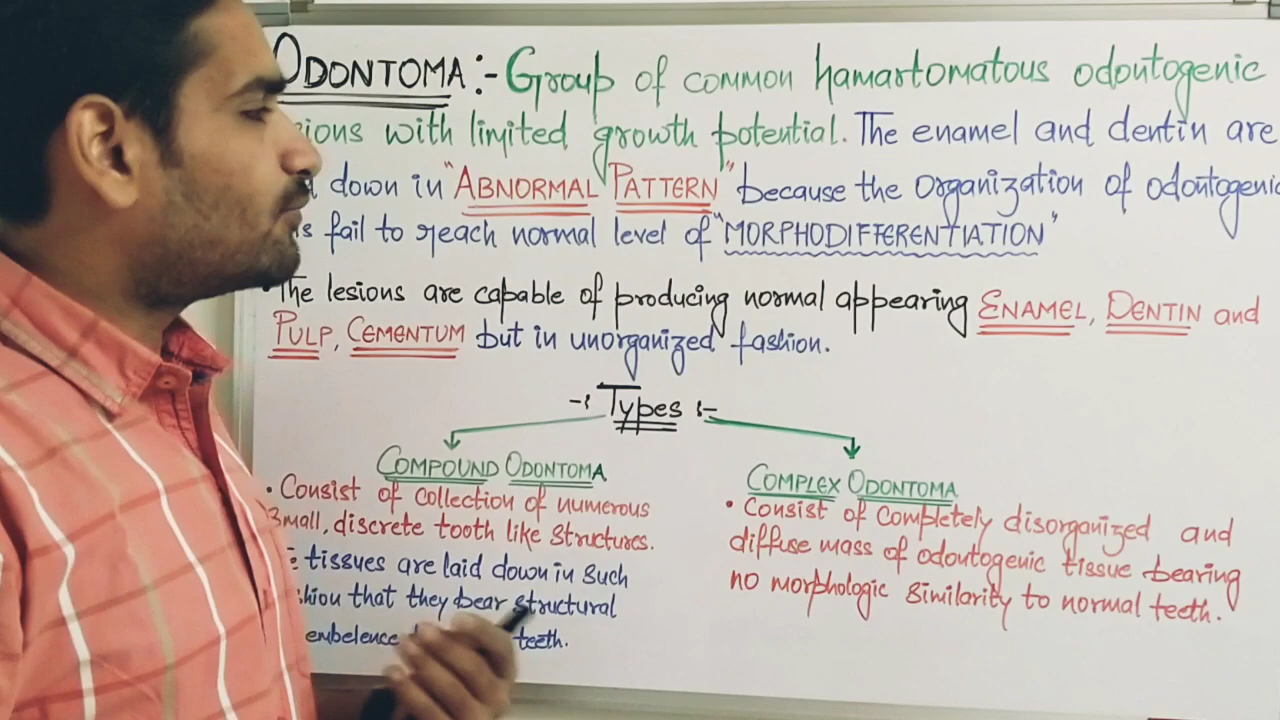 ODONTOMA :- Group of common hamartomatous odontogenic
ions with limited growth potential. The enamel and dentin are
down in "ABNORMAL PATTERN" because the organization of odontogenic
fail to reach normal level of "MORPHODIFFERENTIATION"
• The lesions are capable of producing normal appearing ENAMEL, DENTIN and
PULP, CEMENTUM but in unorganized fashion.
-: Types :-
COMPOUND ODONTOMA
• Consist of collection of numerous
Small, discrete tooth like structures.
tissues are laid down in such
hion that they bear structural
embelence teeth.
COMPLEX ODONTOMA
• Consist of completely disorganized and
diffuse mass of odontogenic tissue bearing
no morphologic similarity to normal teeth.